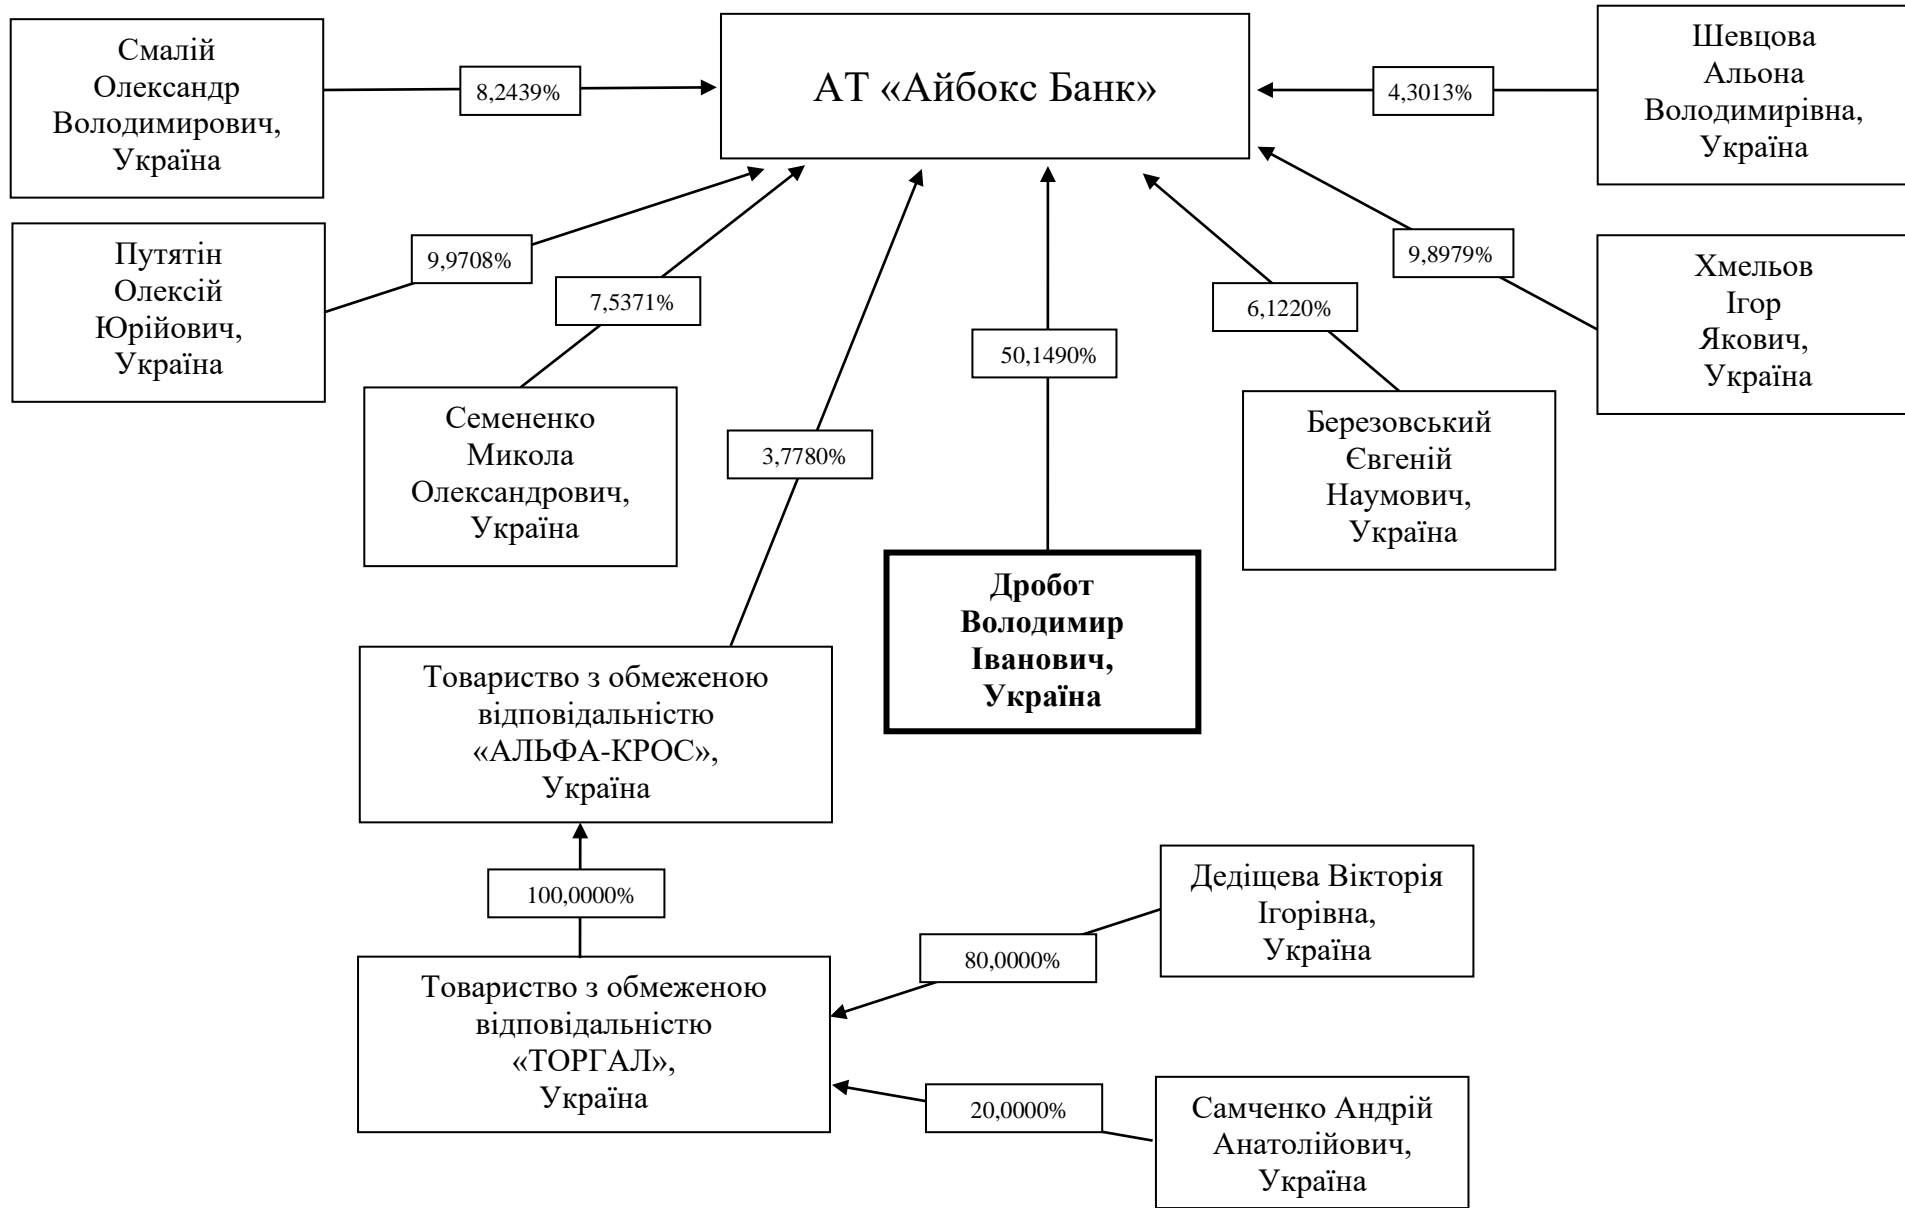 Смалій
Олександр
Володимирович,
Україна
8,2439%
АТ «Айбокс Банк»
4,3013%
Шевцова
Альона
Володимирівна,
Україна
Путятін
Олексій
Юрійович,
Україна
9,9708%
7,5371%
3,7780%
50,1490%
6,1220%
9,8979%
Хмельов
Ігор
Якович,
Україна
Семененко
Микола
Олександрович,
Україна
Березовський
Євгеній
Наумович,
Україна
Дробот
Володимир
Іванович,
Україна
Товариство з обмеженою
відповідальністю
«АЛЬФА-КРОС»,
Україна
100,0000%
Товариство з обмеженою
відповідальністю
«ТОРГАЛ»,
Україна
80,0000%
Дедіщева Вікторія
Ігорівна,
Україна
20,0000%
Самченко Андрій
Анатолійович,
Україна